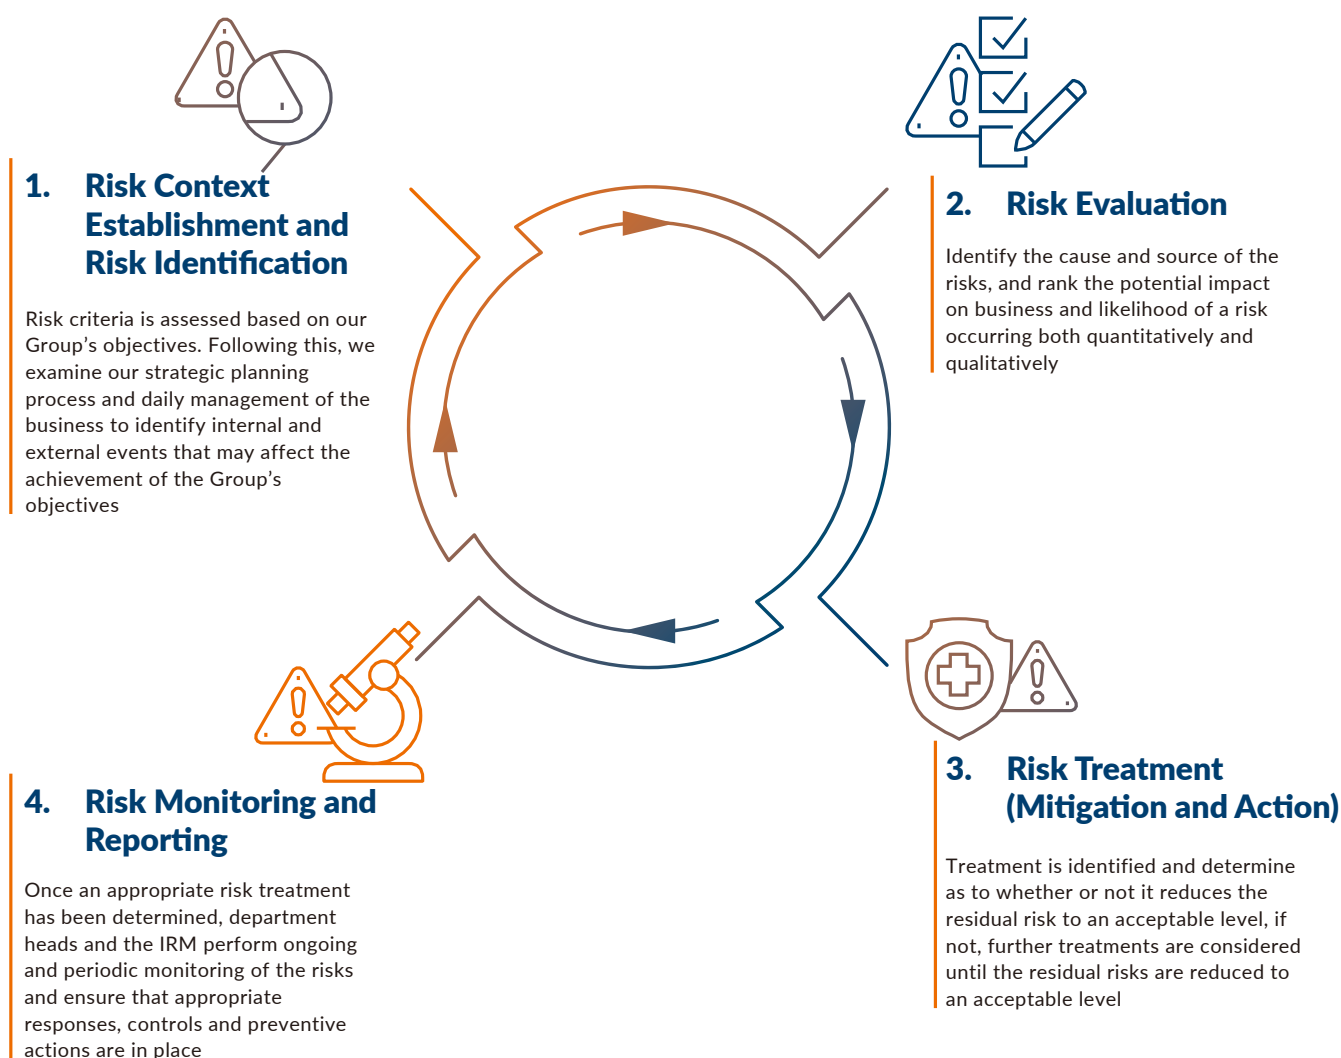 1. Risk Context
Establishment and
Risk Identification
Risk criteria is assessed based on our
Group’s objectives. Following this, we
examine our strategic planning
process and daily management of the
business to identify internal and
external events that may affect the
achievement of the Group’s
objectives
2. Risk Evaluation
Identify the cause and source of the
risks, and rank the potential impact
on business and likelihood of a risk
occurring both quantitatively and
qualitatively
3. Risk Treatment
(Mitigation and Action)
Treatment is identified and determine
as to whether or not it reduces the
residual risk to an acceptable level, if
not, further treatments are considered
until the residual risks are reduced to
an acceptable level
4. Risk Monitoring and
Reporting
Once an appropriate risk treatment
has been determined, department
heads and the IRM perform ongoing
and periodic monitoring of the risks
and ensure that appropriate
responses, controls and preventive
actions are in place